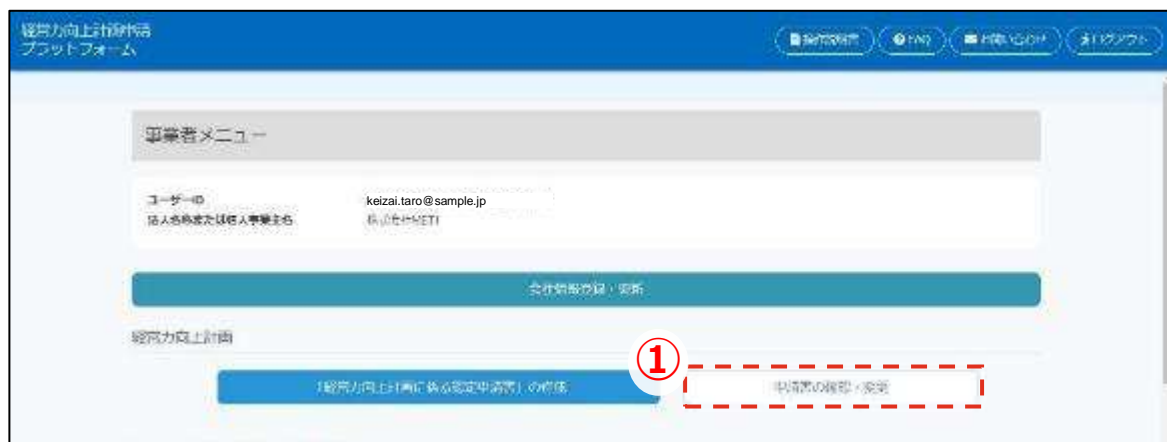 経営力向上計画申請
プラットフォーム
操作説明書 FAQ お問い合わせ ログアウト
事業者メニュー
ユーザーID keizai.taro@sample.jp
法人名称または個人事業主名 株式会社METI
会社情報登録・更新
経営力向上計画
①
「経営力向上計画に係る認定申請書」の作成 申請書の確認・変更